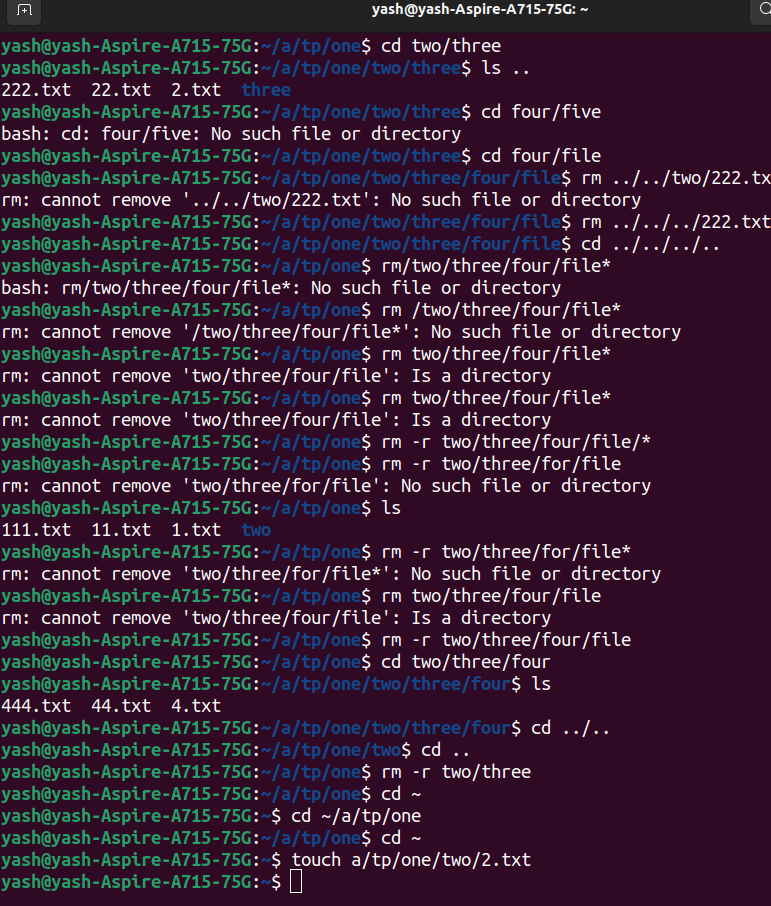 yash@yash-Aspire-A715-75G: ~
yash@yash-Aspire-A715-75G:~/a/tp/one$ cd two/three
yash@yash-Aspire-A715-75G:~/a/tp/one/two/three$ ls ..
222.txt  22.txt  2.txt  three
yash@yash-Aspire-A715-75G:~/a/tp/one/two/three$ cd four/five
bash: cd: four/five: No such file or directory
yash@yash-Aspire-A715-75G:~/a/tp/one/two/three$ cd four/file
yash@yash-Aspire-A715-75G:~/a/tp/one/two/three/four/file$ rm ../../two/222.tx
rm: cannot remove '../../two/222.txt': No such file or directory
yash@yash-Aspire-A715-75G:~/a/tp/one/two/three/four/file$ rm ../../../222.txt
yash@yash-Aspire-A715-75G:~/a/tp/one/two/three/four/file$ cd ../../../..
yash@yash-Aspire-A715-75G:~/a/tp/one$ rm/two/three/four/file*
bash: rm/two/three/four/file*: No such file or directory
yash@yash-Aspire-A715-75G:~/a/tp/one$ rm /two/three/four/file*
rm: cannot remove '/two/three/four/file*': No such file or directory
yash@yash-Aspire-A715-75G:~/a/tp/one$ rm two/three/four/file*
rm: cannot remove 'two/three/four/file': Is a directory
yash@yash-Aspire-A715-75G:~/a/tp/one$ rm two/three/four/file*
rm: cannot remove 'two/three/four/file': Is a directory
yash@yash-Aspire-A715-75G:~/a/tp/one$ rm -r two/three/four/file/*
yash@yash-Aspire-A715-75G:~/a/tp/one$ rm -r two/three/for/file
rm: cannot remove 'two/three/for/file': No such file or directory
yash@yash-Aspire-A715-75G:~/a/tp/one$ ls
111.txt  11.txt  1.txt  two
yash@yash-Aspire-A715-75G:~/a/tp/one$ rm -r two/three/for/file*
rm: cannot remove 'two/three/for/file*': No such file or directory
yash@yash-Aspire-A715-75G:~/a/tp/one$ rm two/three/four/file
rm: cannot remove 'two/three/four/file': Is a directory
yash@yash-Aspire-A715-75G:~/a/tp/one$ rm -r two/three/four/file
yash@yash-Aspire-A715-75G:~/a/tp/one$ cd two/three/four
yash@yash-Aspire-A715-75G:~/a/tp/one/two/three/four$ ls
444.txt  44.txt  4.txt
yash@yash-Aspire-A715-75G:~/a/tp/one/two/three/four$ cd ../..
yash@yash-Aspire-A715-75G:~/a/tp/one/two$ cd ..
yash@yash-Aspire-A715-75G:~/a/tp/one$ rm -r two/three
yash@yash-Aspire-A715-75G:~/a/tp/one$ cd ~
yash@yash-Aspire-A715-75G:~$ cd ~/a/tp/one
yash@yash-Aspire-A715-75G:~/a/tp/one$ cd ~
yash@yash-Aspire-A715-75G:~$ touch a/tp/one/two/2.txt
yash@yash-Aspire-A715-75G:~$